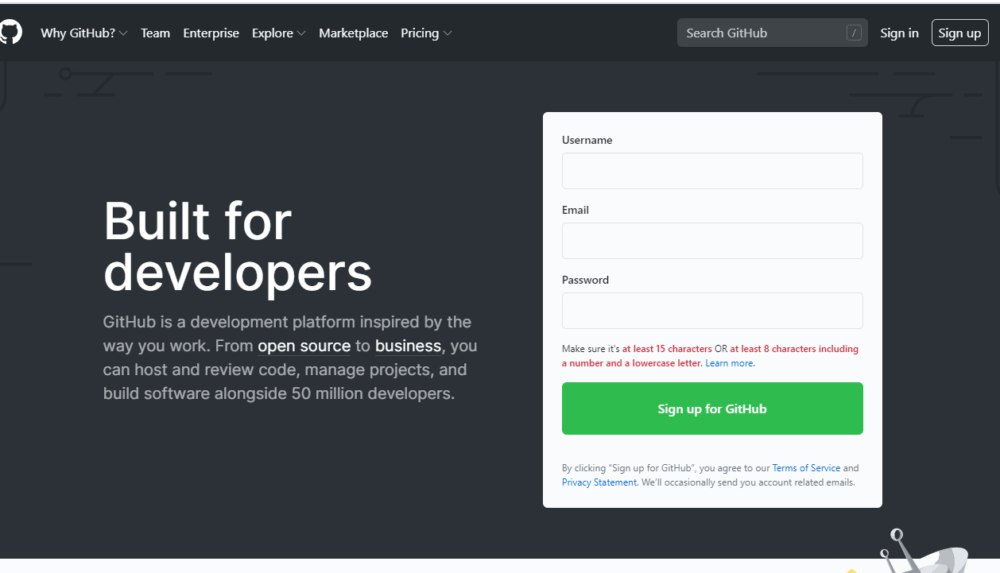 Why GitHub? Team Enterprise Explore Marketplace Pricing Search GitHub / Sign in Sign up
Built for
developers
GitHub is a development platform inspired by the
way you work. From open source to business, you
can host and review code, manage projects, and
build software alongside 50 million developers.
Username
Email
Password
Make sure it's at least 15 characters OR at least 8 characters including
a number and a lowercase letter. Learn more.
Sign up for GitHub
By clicking “Sign up for GitHub”, you agree to our Terms of Service and
Privacy Statement. We’ll occasionally send you account related emails.